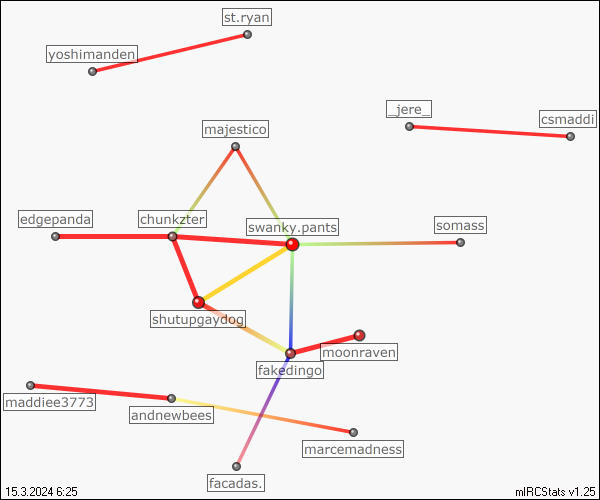 st.ryan
yoshimanden
_jere_
csmaddi
majestico
edgepanda
chunkzter
swanky.pants
somass
shutupgaydog
moonraven
fakedingo
maddiee3773
andnewbees
marcemadness
facadas.
15.3.2024 6:25
mIRCStats v1.25